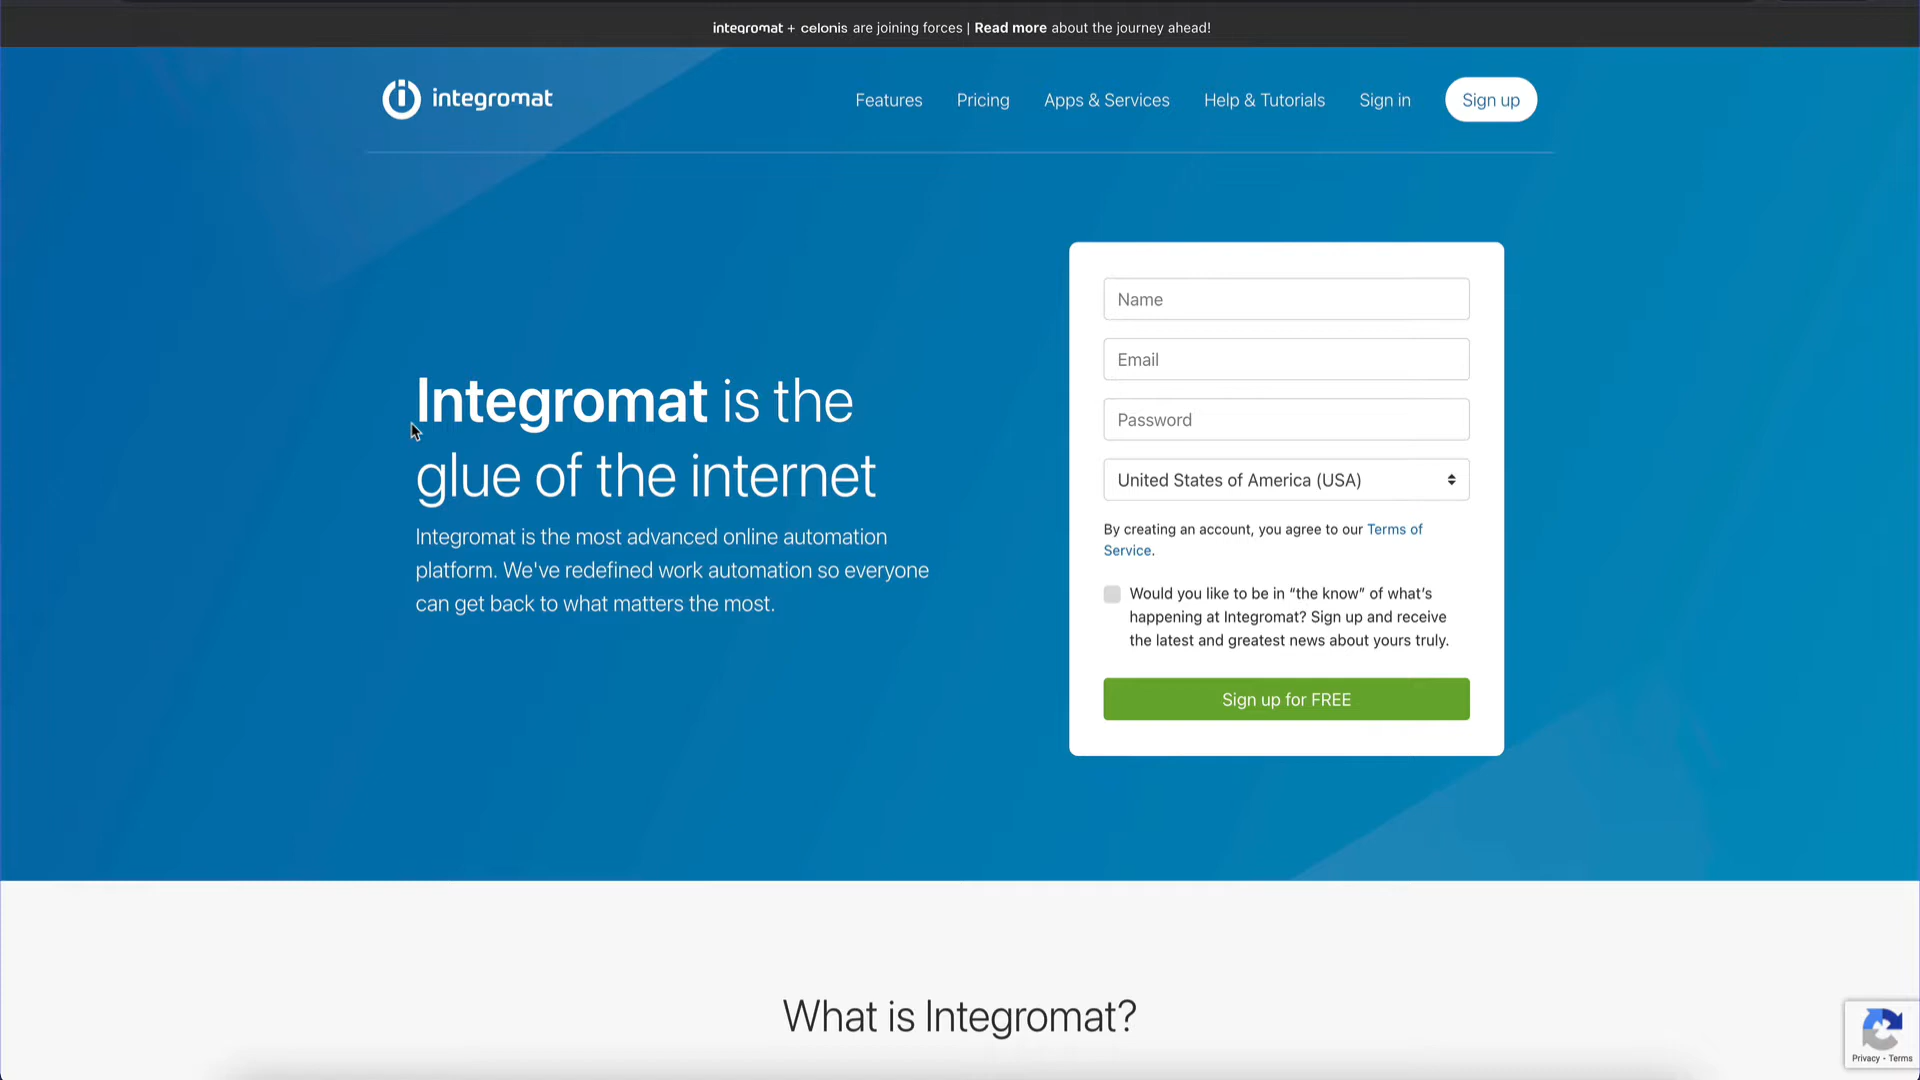 integromat + celonis are joining forces | Read more about the journey ahead!
integromat
Features
Pricing
Apps & Services
Help & Tutorials
Sign in
Sign up
Integromat is the
glue of the internet
Integromat is the most advanced online automation
platform. We've redefined work automation so everyone
can get back to what matters the most.
Name
Email
Password
United States of America (USA)
By creating an account, you agree to our Terms of
Service.
Would you like to be in “the know” of what’s
happening at Integromat? Sign up and receive
the latest and greatest news about yours truly.
Sign up for FREE
What is Integromat?
Privacy - Terms